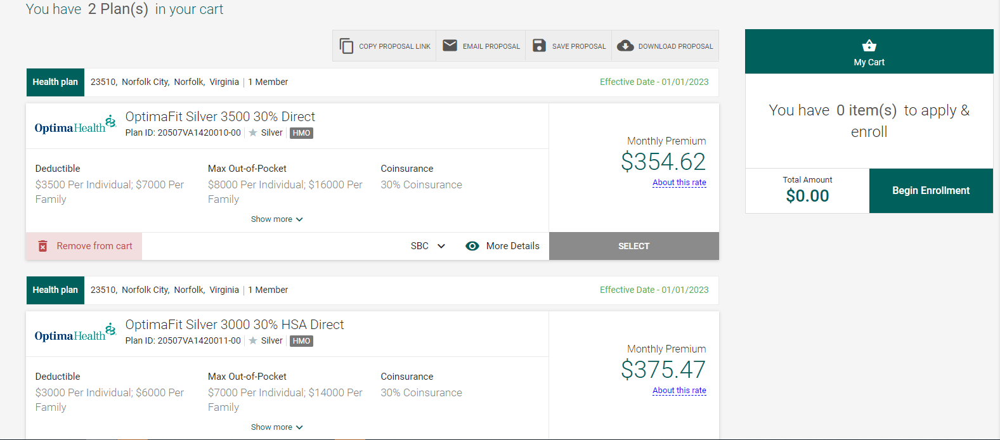 You have 2 Plan(s) in your cart
COPY PROPOSAL LINK
EMAIL PROPOSAL
SAVE PROPOSAL
DOWNLOAD PROPOSAL
Health plan
23510, Norfolk City, Norfolk, Virginia | 1 Member
Effective Date - 01/01/2023
OptimaHealth
OptimaFit Silver 3500 30% Direct
Plan ID: 20507VA1420010-00
Silver
HMO
Deductible
$3500 Per Individual; $7000 Per
Family
Max Out-of-Pocket
$8000 Per Individual; $16000 Per
Family
Coinsurance
30% Coinsurance
Show more
Monthly Premium
$354.62
About this rate
Remove from cart
SBC
More Details
SELECT
Health plan
23510, Norfolk City, Norfolk, Virginia | 1 Member
Effective Date - 01/01/2023
OptimaHealth
OptimaFit Silver 3000 30% HSA Direct
Plan ID: 20507VA1420011-00
Silver
HMO
Deductible
$3000 Per Individual; $6000 Per
Family
Max Out-of-Pocket
$7000 Per Individual; $14000 Per
Family
Coinsurance
30% Coinsurance
Show more
Monthly Premium
$375.47
About this rate
My Cart
You have 0 item(s) to apply &
enroll
Total Amount
$0.00
Begin Enrollment